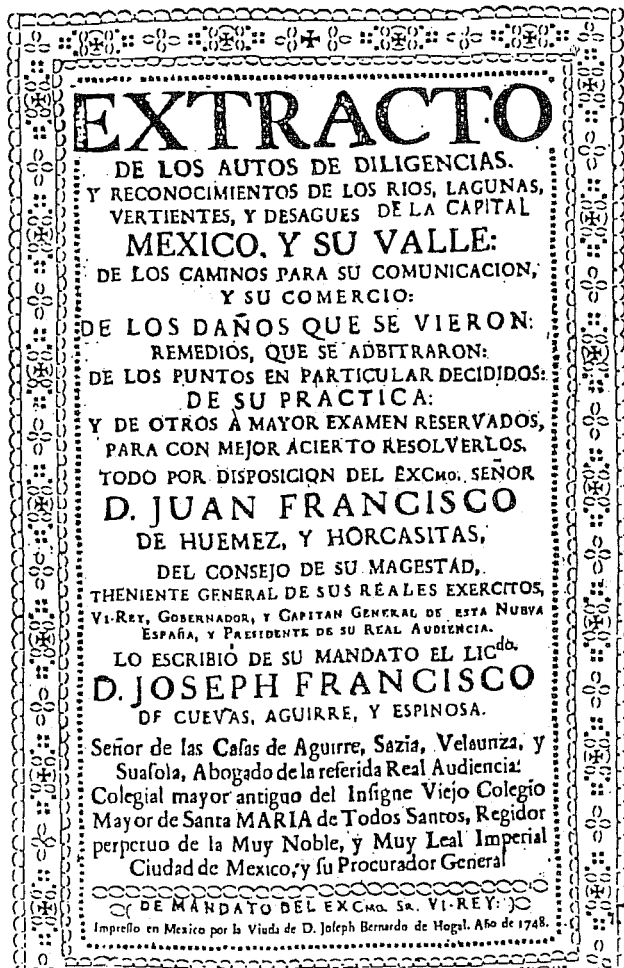 EXTRACTO
DE LOS AUTOS DE DILIGENCIAS.
Y RECONOCIMIENTOS DE LOS RIOS, LAGUNAS,
VERTIENTES, Y DESAGUES DE LA CAPITAL
MEXICO, Y SU VALLE:
DE LOS CAMINOS PARA SU COMUNICACION,
Y SU COMERCIO:
DE LOS DAÑOS QUE SE VIERON:
REMEDIOS, QUE SE ADBITRARON:
DE LOS PUNTOS EN PARTICULAR DECIDIDOS:
DE SU PRACTICA:
Y DE OTROS À MAYOR EXAMEN RESERVADOS,
PARA CON MEJOR ACIERTO RESOLVERLOS.
TODO POR DISPOSICION DEL EXCMO. SEÑOR
D. JUAN FRANCISCO
DE HUEMEZ, Y HORCASITAS,
DEL CONSEJO DE SU MAGESTAD,
THENIENTE GENERAL DE SUS REALES EXERCITOS,
VI-REY, GOBERNADOR, Y CAPITAN GENERAL DE ESTA NUEVA
ESPAÑA, Y PRESIDENTE DE SU REAL AUDIENCIA.
LO ESCRIBIÒ DE SU MANDATO EL LICdo.
D. JOSEPH FRANCISCO
DE CUEVAS, AGUIRRE, Y ESPINOSA.
Señor de las Casas de Aguirre, Sazia, Velaunza, y
Suasola, Abogado de la referida Real Audiencia:
Colegial mayor antiguo del Insigne Viejo Colegio
Mayor de Santa MARIA de Todos Santos, Regidor
perpetuo de la Muy Noble, y Muy Leal Imperial
Ciudad de Mexico, y su Procurador General
( DE MANDATO DEL EXCMO. SR. VI-REY: )
Impresso en Mexico por la Viuda de D. Joseph Bernardo de Hogal. Año de 1748.